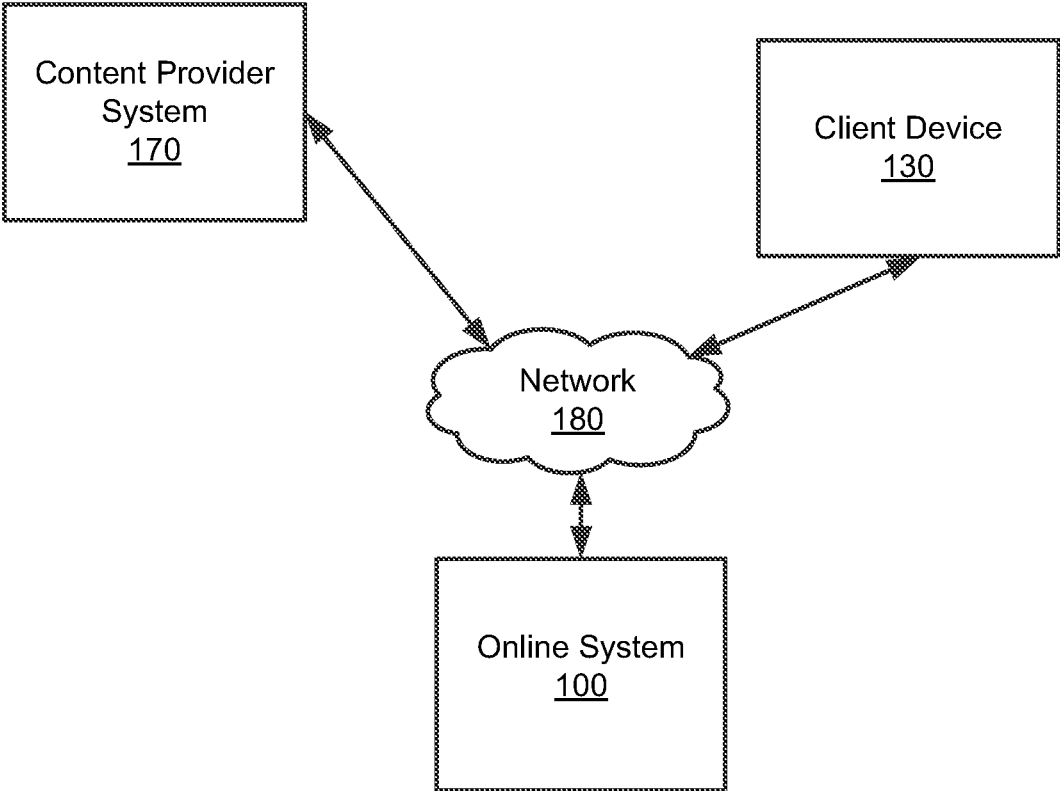 Content Provider
System
170
Client Device
130
Network
180
Online System
100